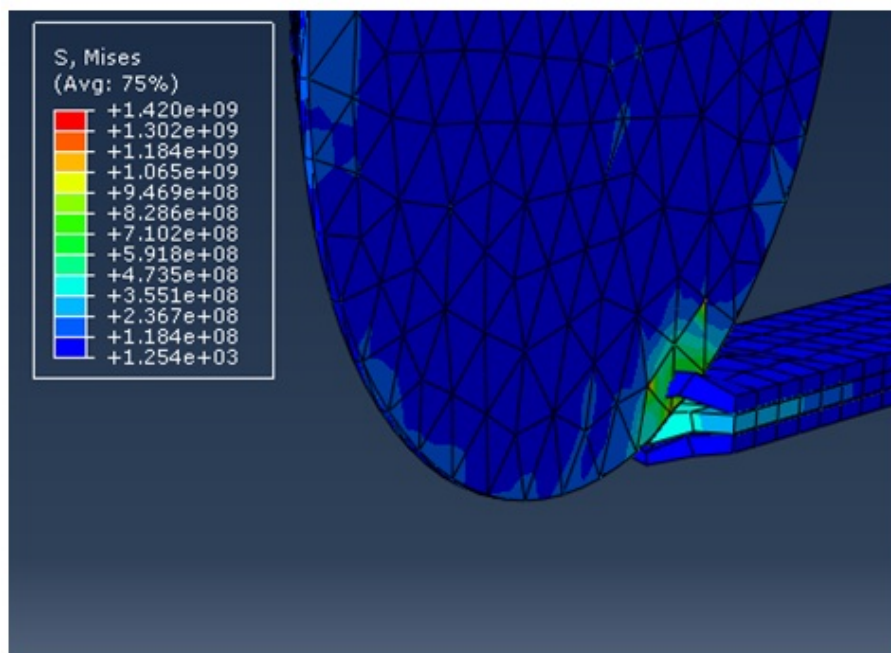 S, Mises
(Avg: 75%)
+1.420e+09
+1.302e+09
+1.184e+09
+1.065e+09
+9.469e+08
+8.286e+08
+7.102e+08
+5.918e+08
+4.735e+08
+3.551e+08
+2.367e+08
+1.184e+08
+1.254e+03